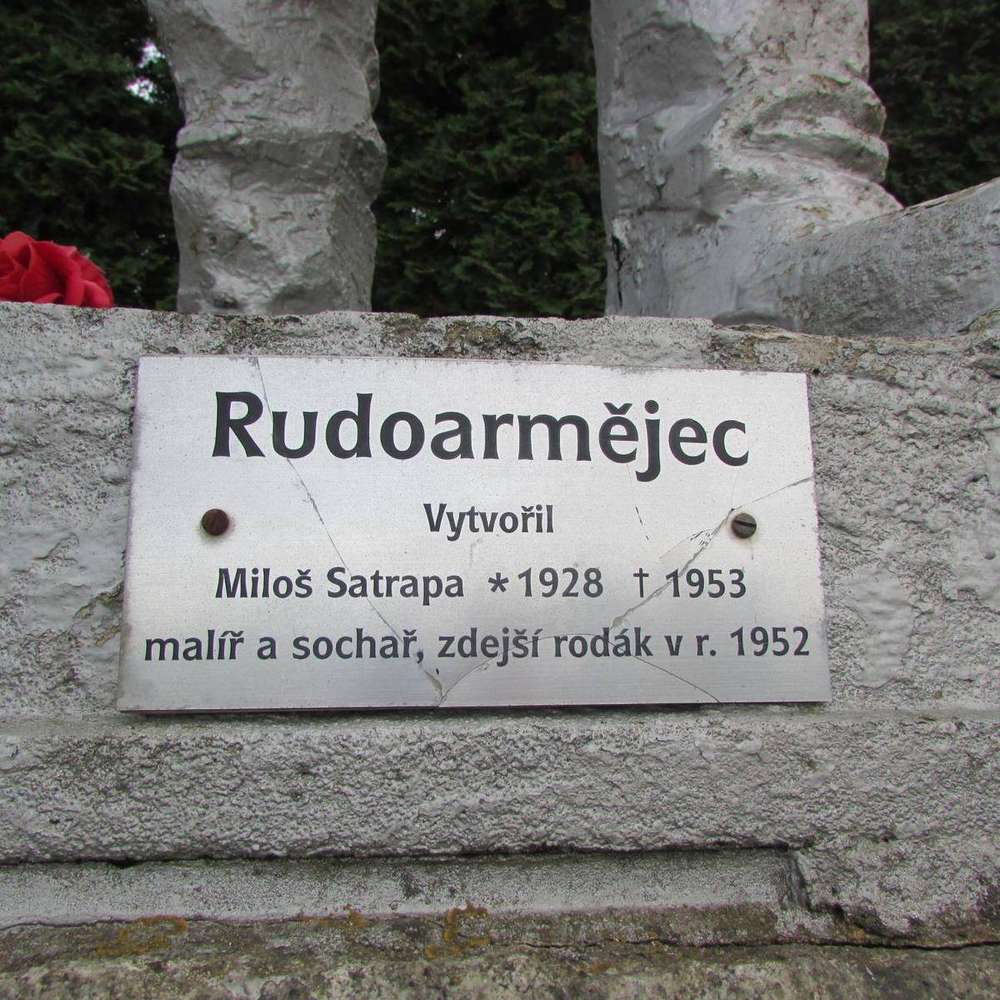 Rudoarmějec
Vytvořil
Miloš Satrapa * 1928 † 1953
malíř a sochař, zdejší rodák v r. 1952